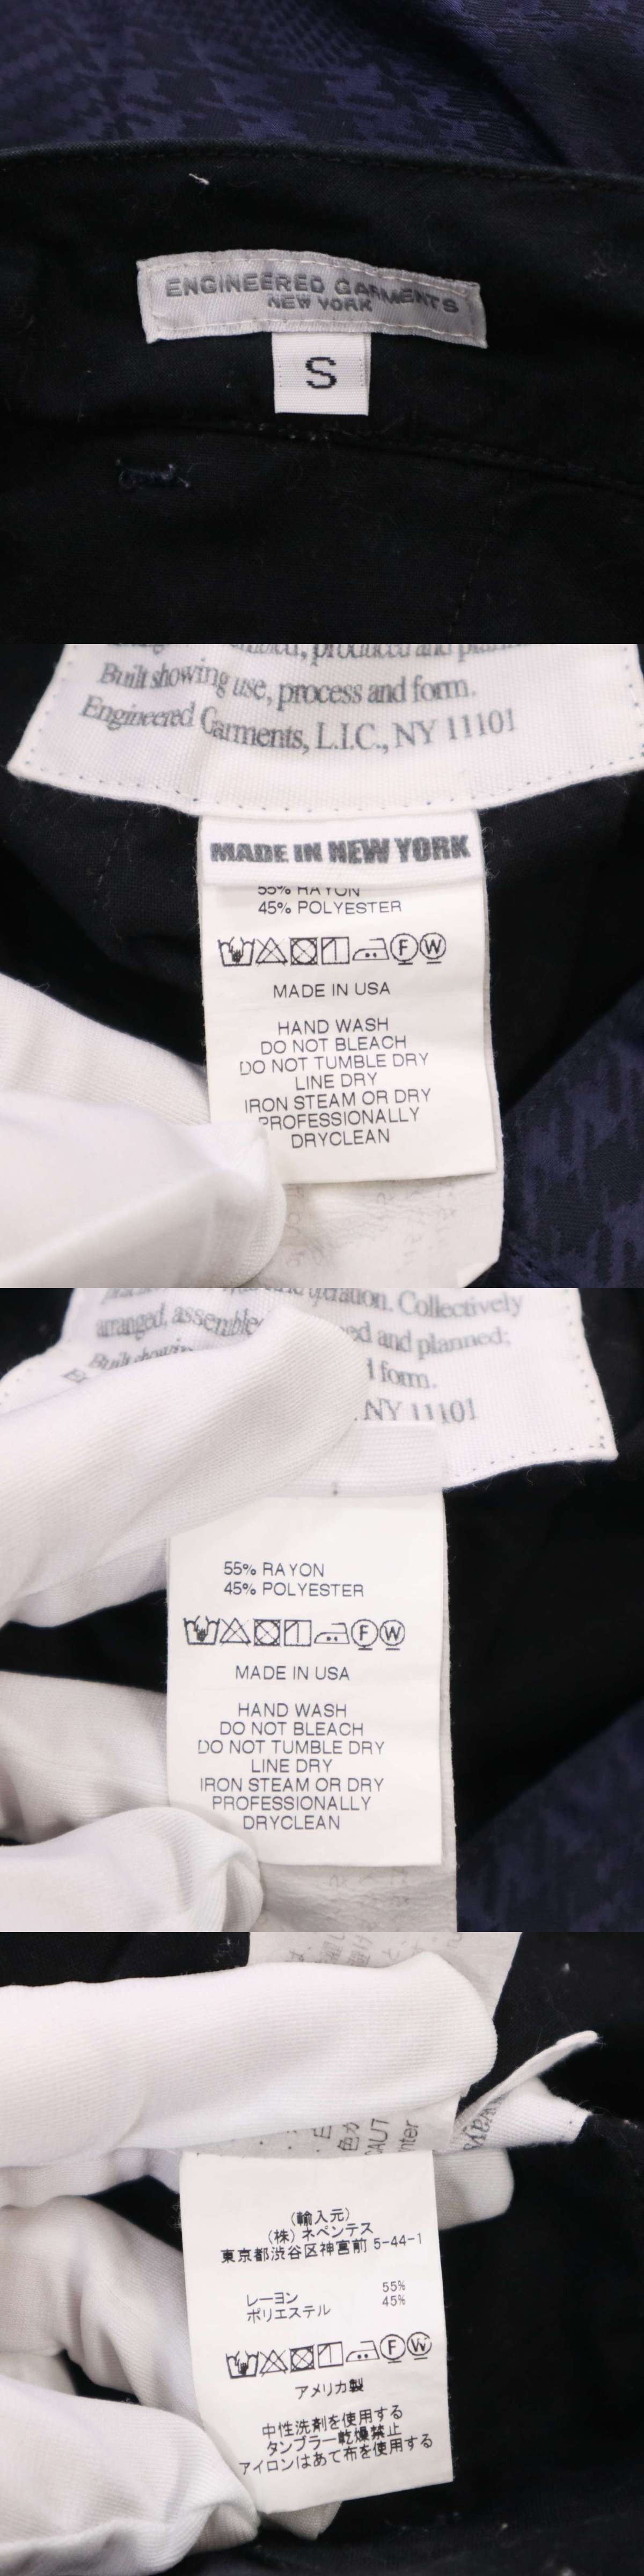 ENGINEERED GARMENTS
NEW YORK
S
produced and
Built showing use, process and form.
Engineered Garments, L.I.C., NY 11101
MADE IN NEW YORK
55% RAYON
45% POLYESTER
F W
MADE IN USA
HAND WASH
DO NOT BLEACH
DO NOT TUMBLE DRY
LINE DRY
IRON STEAM OR DRY
PROFESSIONALLY
DRYCLEAN
Collectively
arranged, and planned;
Built form.
NY 11101
55% RAYON
45% POLYESTER
F W
MADE IN USA
HAND WASH
DO NOT BLEACH
DO NOT TUMBLE DRY
LINE DRY
IRON STEAM OR DRY
PROFESSIONALLY
DRYCLEAN
(輸入元)
(株)ネペンテス
東京都渋谷区神宮前 5-44-1
レーヨン 55%
ポリエステル 45%
F W
アメリカ製
中性洗剤を使用する
タンブラー乾燥禁止
アイロンはあて布を使用する